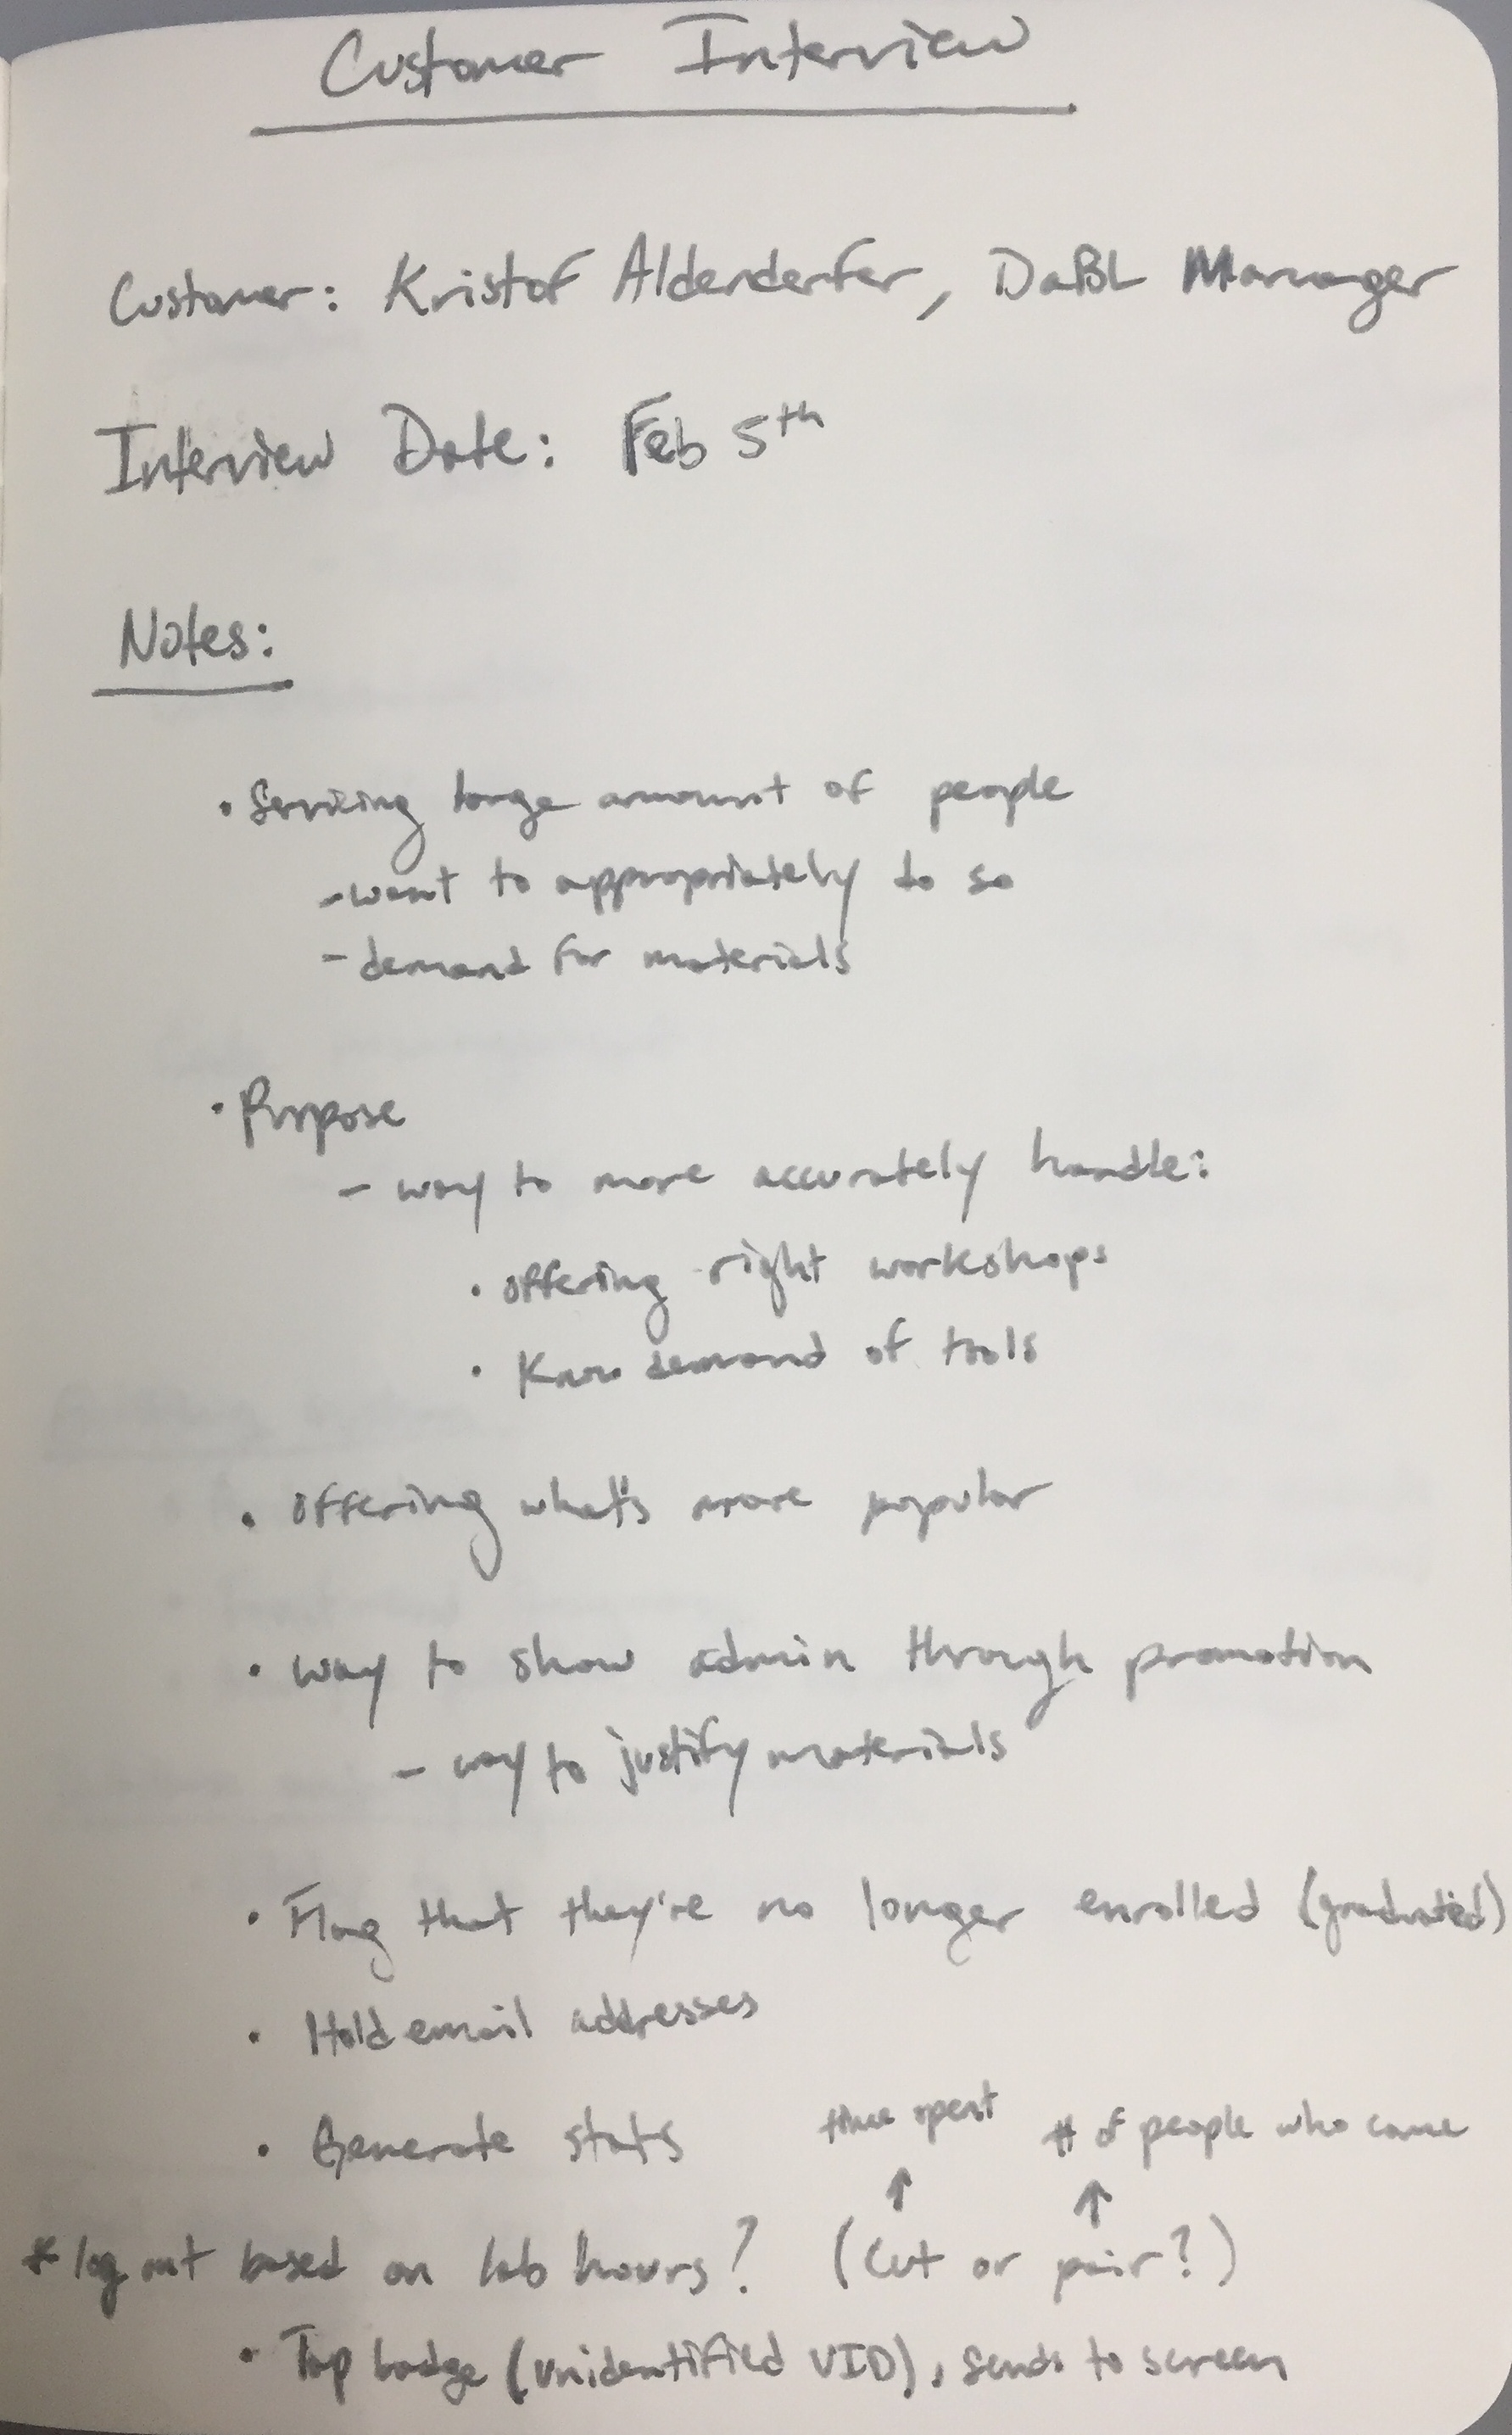 Customer Interview
Customer: Kristof Aldenderfer, DaBL Manager
Interview Date: Feb 5th
Notes:
• Servicing large amount of people
- want to appropriately do so
- demand for materials
• Purpose
- way to more accurately handle:
• offering right workshops
• Know demand of tools
• offering what's more popular
• way to show admin through promotion
- way to justify materials
• Flag that they're no longer enrolled (graduated)
• Hold email addresses
time spent # of people who came
• Generate stats
↑ ↑
* log out based on lab hours? (cut or pair?)
• Tap badge (unidentified UID), sends to screen